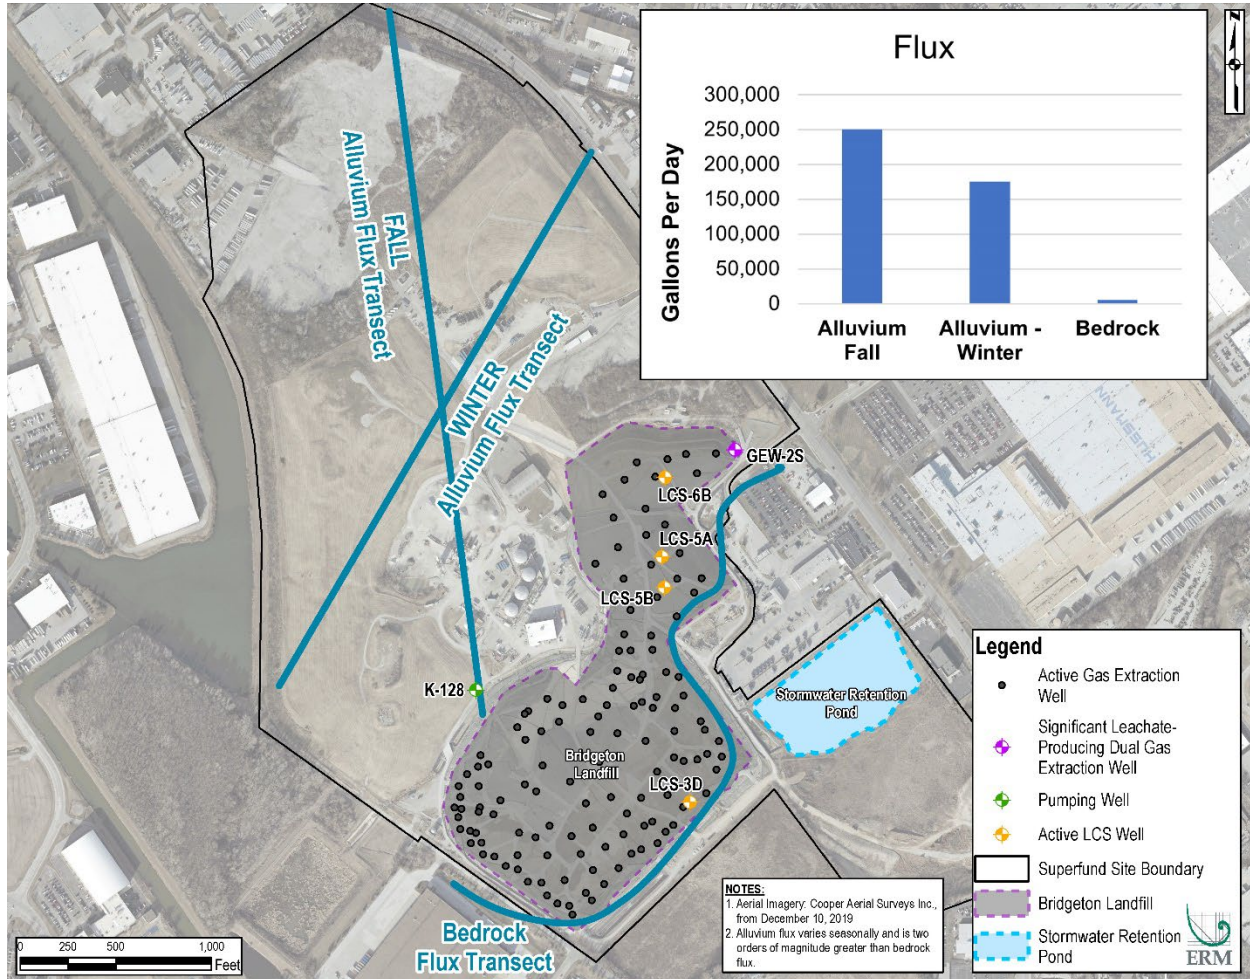 Flux
Gallons Per Day
300,000
250,000
200,000
150,000
100,000
50,000
0
Alluvium
Fall
Alluvium -
Winter
Bedrock
N
FALL
Alluvium Flux Transect
WINTER
Alluvium Flux Transect
HUSSMANN
GEW-2S
LCS-6B
LCS-5A
LCS-5B
K-128
Stormwater Retention
Pond
Bridgeton
Landfill
LCS-3D
Bedrock
Flux Transect
0 250 500 1,000
Feet
NOTES:
1. Aerial Imagery: Cooper Aerial Surveys Inc.,
from December 10, 2019
2. Alluvium flux varies seasonally and is two
orders of magnitude greater than bedrock
flux.
Legend
Active Gas Extraction
Well
Significant Leachate-
Producing Dual Gas
Extraction Well
Pumping Well
Active LCS Well
Superfund Site Boundary
Bridgeton Landfill
Stormwater Retention
Pond
ERM